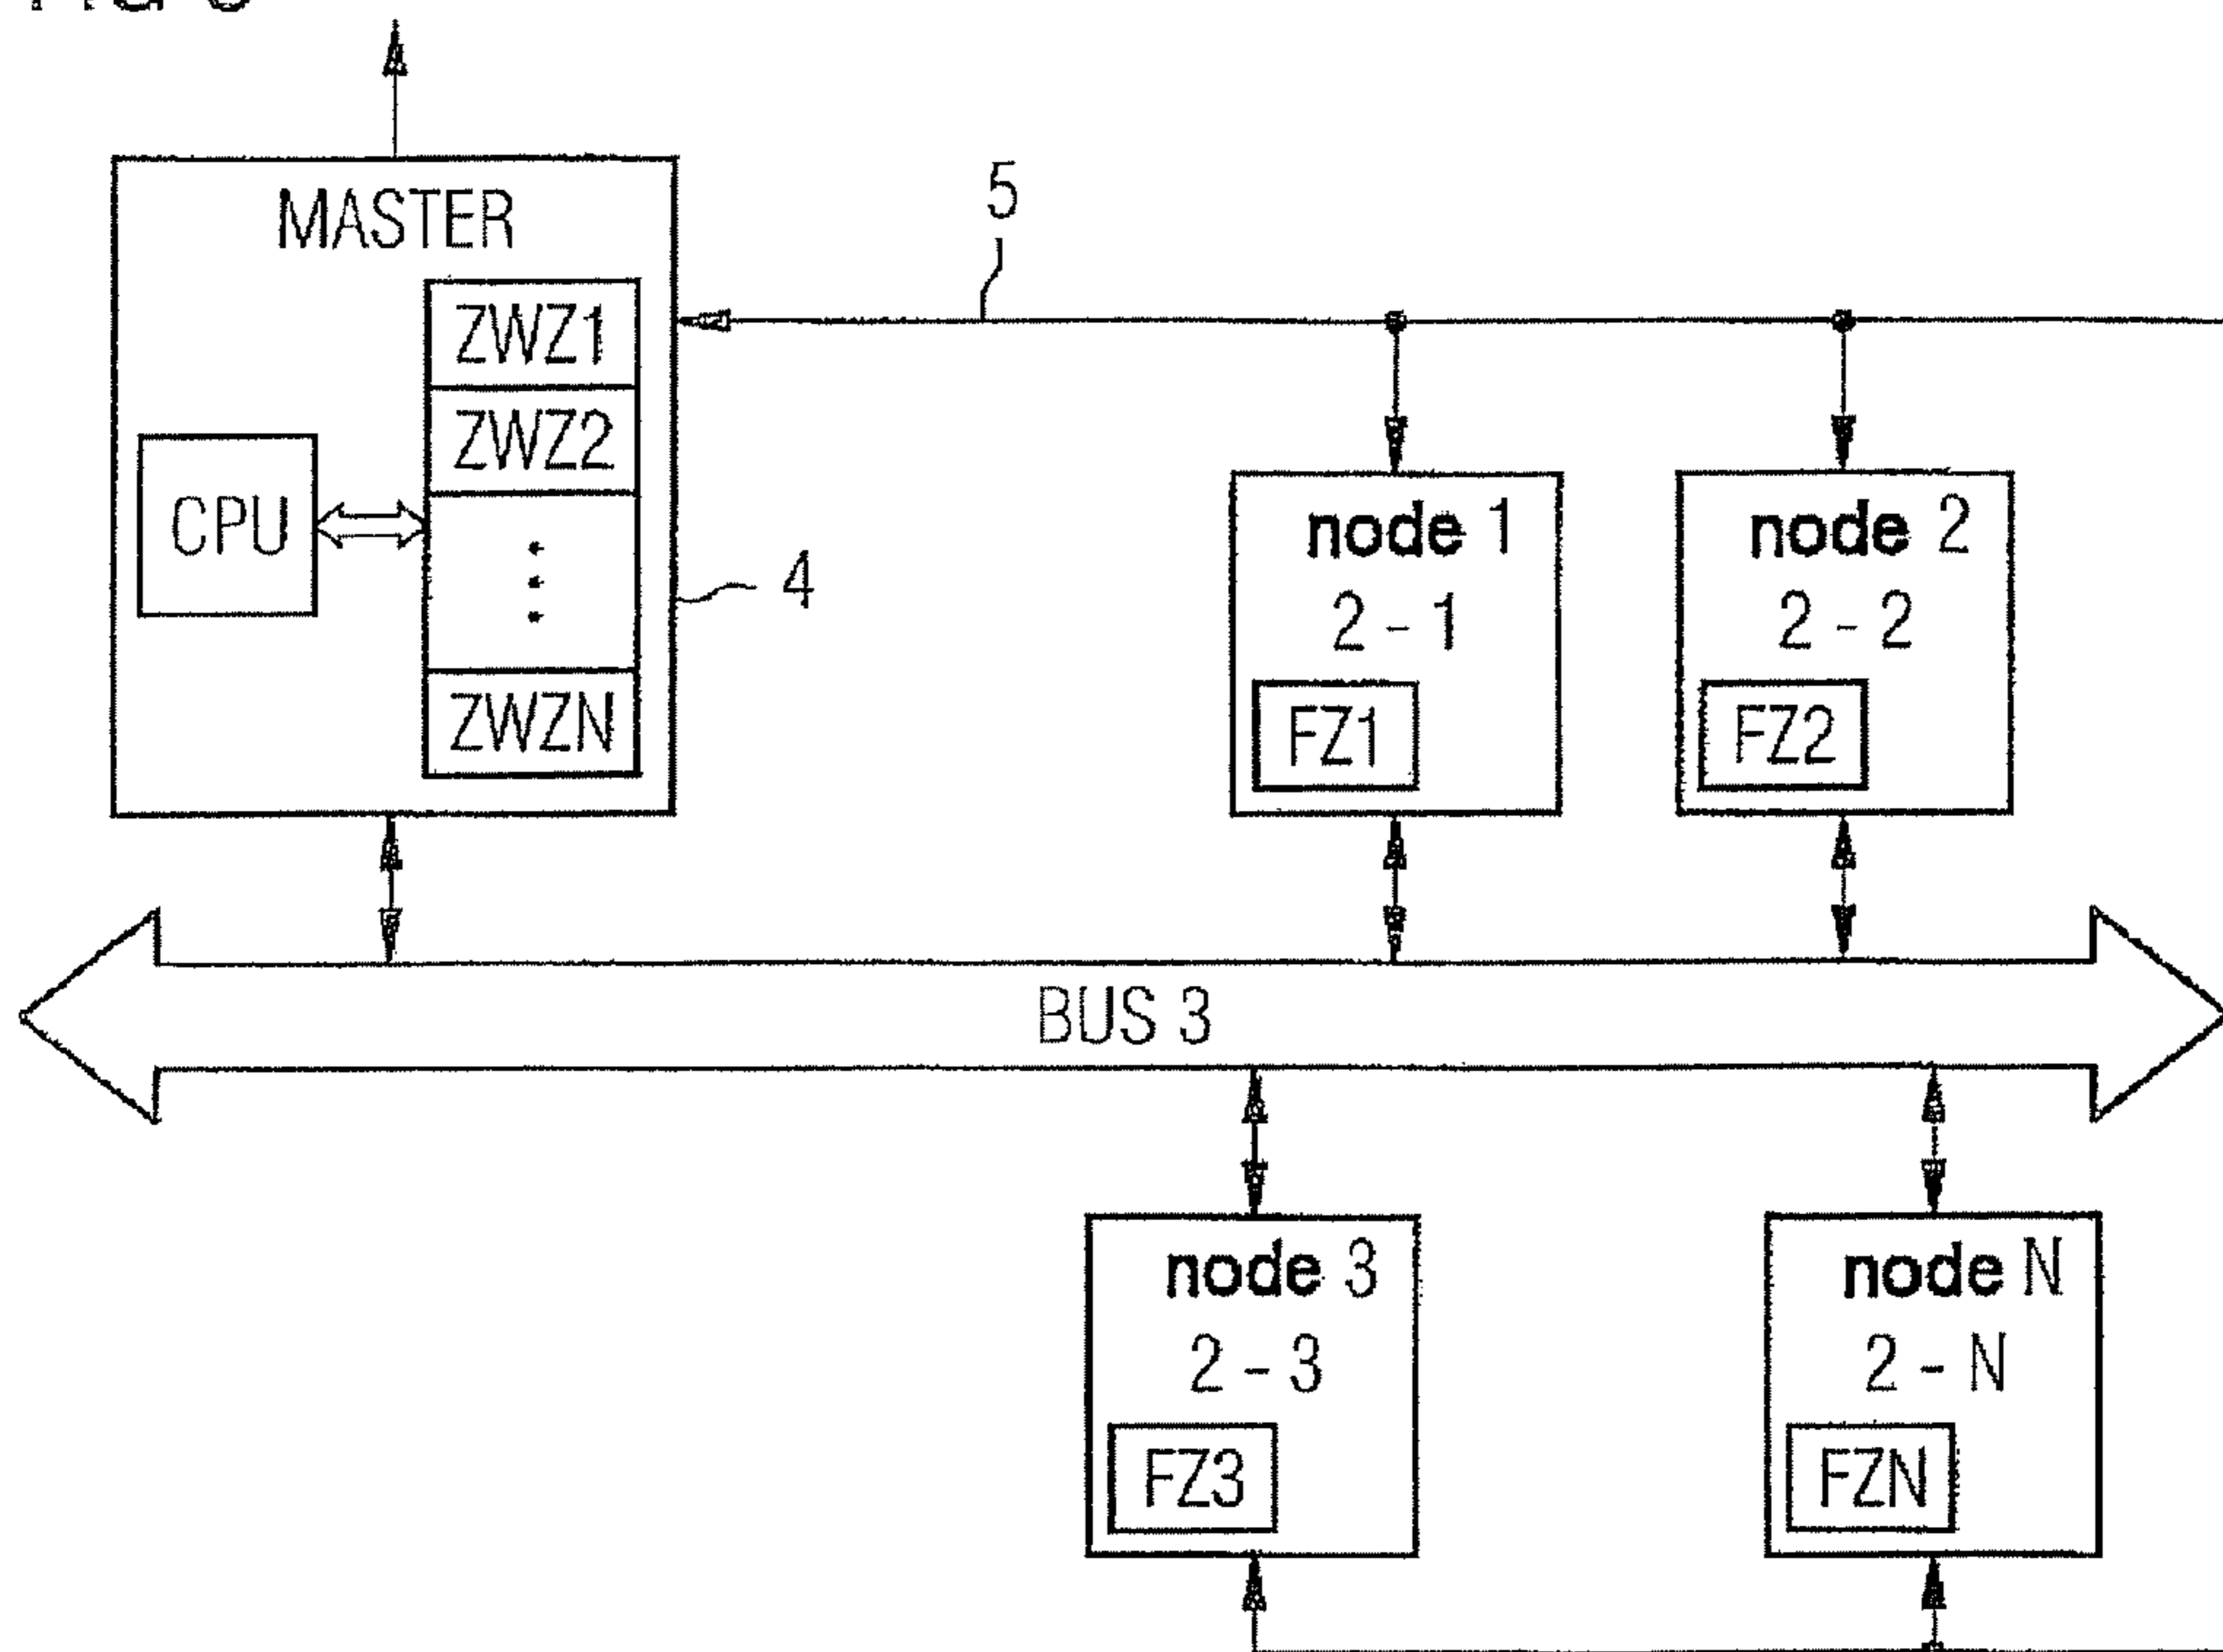 MASTER
5
ZWZ1
ZWZ2
CPU
4
ZWZN
node 1
2 - 1
FZ1
node 2
2 - 2
FZ2
BUS 3
node 3
2 - 3
FZ3
node N
2 - N
FZN